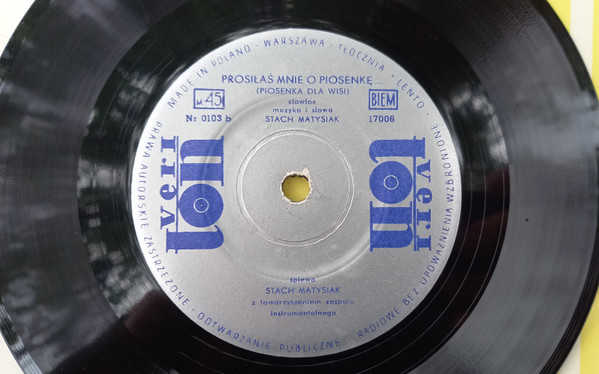 MADE IN POLAND · WARSZAWA · TŁOCZNIA · LENTO ·
PRAWA AUTORSKIE ZASTRZEŻONE · ODTWARZANIE PUBLICZNE · RADIOWE BEZ UPOWAŻNIENIA WZBRONIONE
PROSIŁAŚ MNIE O PIOSENKĘ...
(PIOSENKA DLA WISI)
M 45
slowfox
BIEM
muzyka i słowa
Nr 0103 b
STACH MATYSIAK
17006
veri ton
veri ton
śpiewa
STACH MATYSIAK
z towarzyszeniem zespołu
instrumentalnego